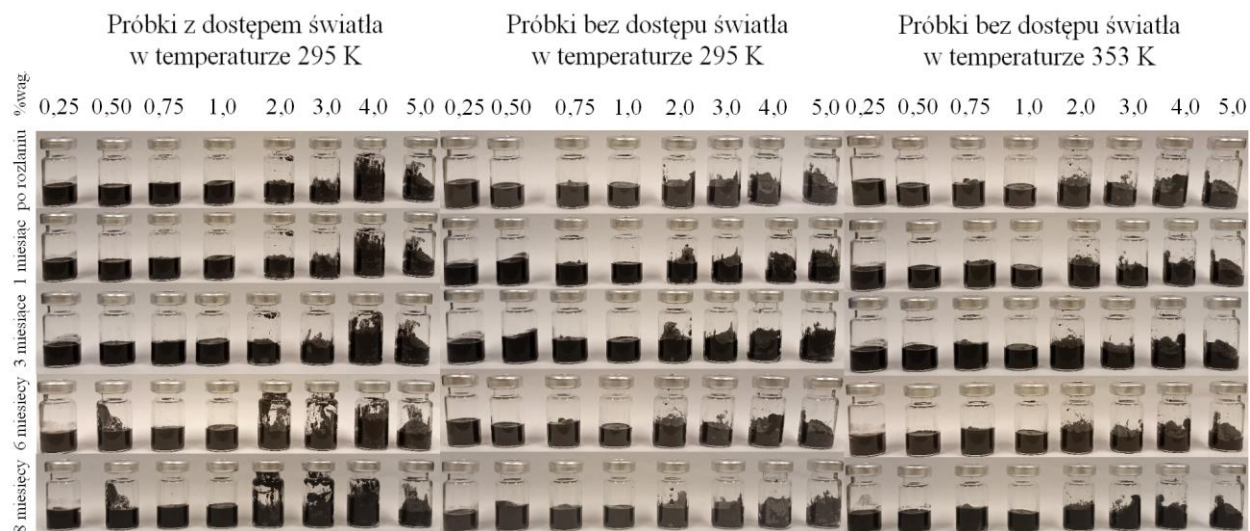 Próbki z dostępem światła
w temperaturze 295 K
Próbki bez dostępu światła
w temperaturze 295 K
Próbki bez dostępu światła
w temperaturze 353 K
%wag.
0,25 0,50 0,75 1,0 2,0 3,0 4,0 5,0
0,25 0,50 0,75 1,0 2,0 3,0 4,0 5,0
0,25 0,50 0,75 1,0 2,0 3,0 4,0 5,0
po rozlaniu
1 miesiąc
3 miesiące
6 miesięcy
8 miesięcy